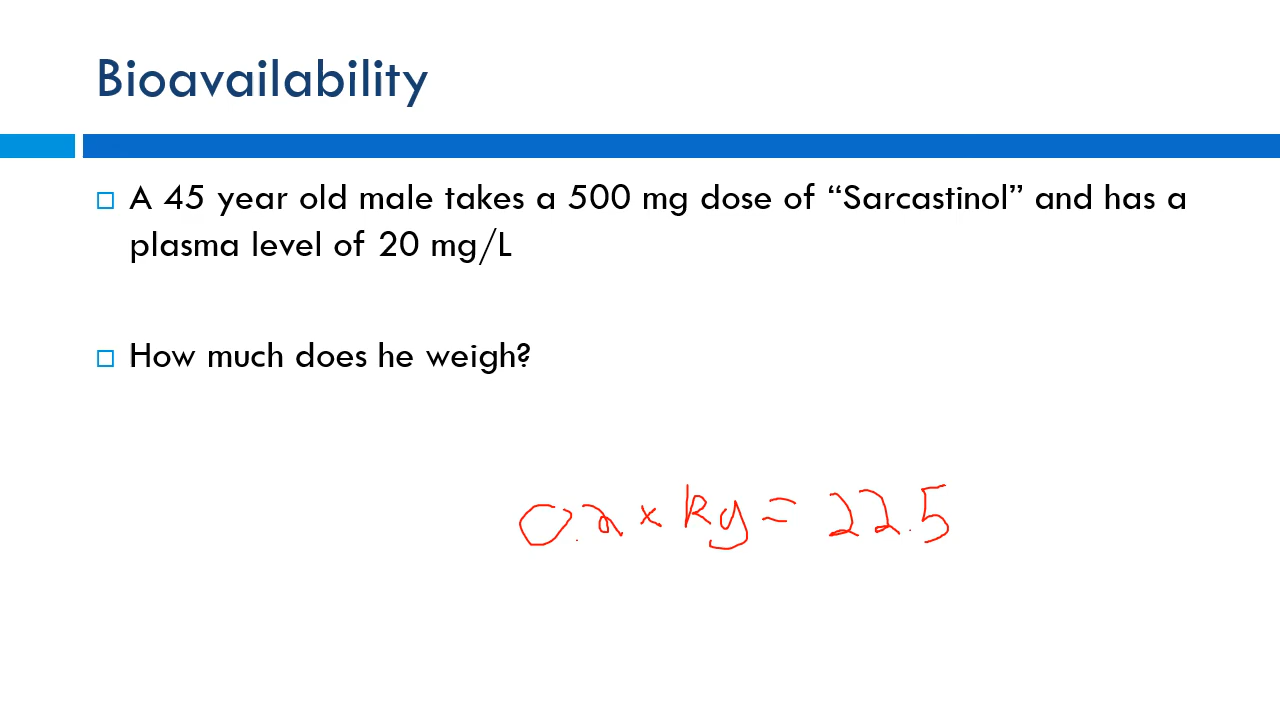 Bioavailability
A 45 year old male takes a 500 mg dose of “Sarcastinol” and has a
plasma level of 20 mg/L
How much does he weigh?
0.2 x kg = 22.5